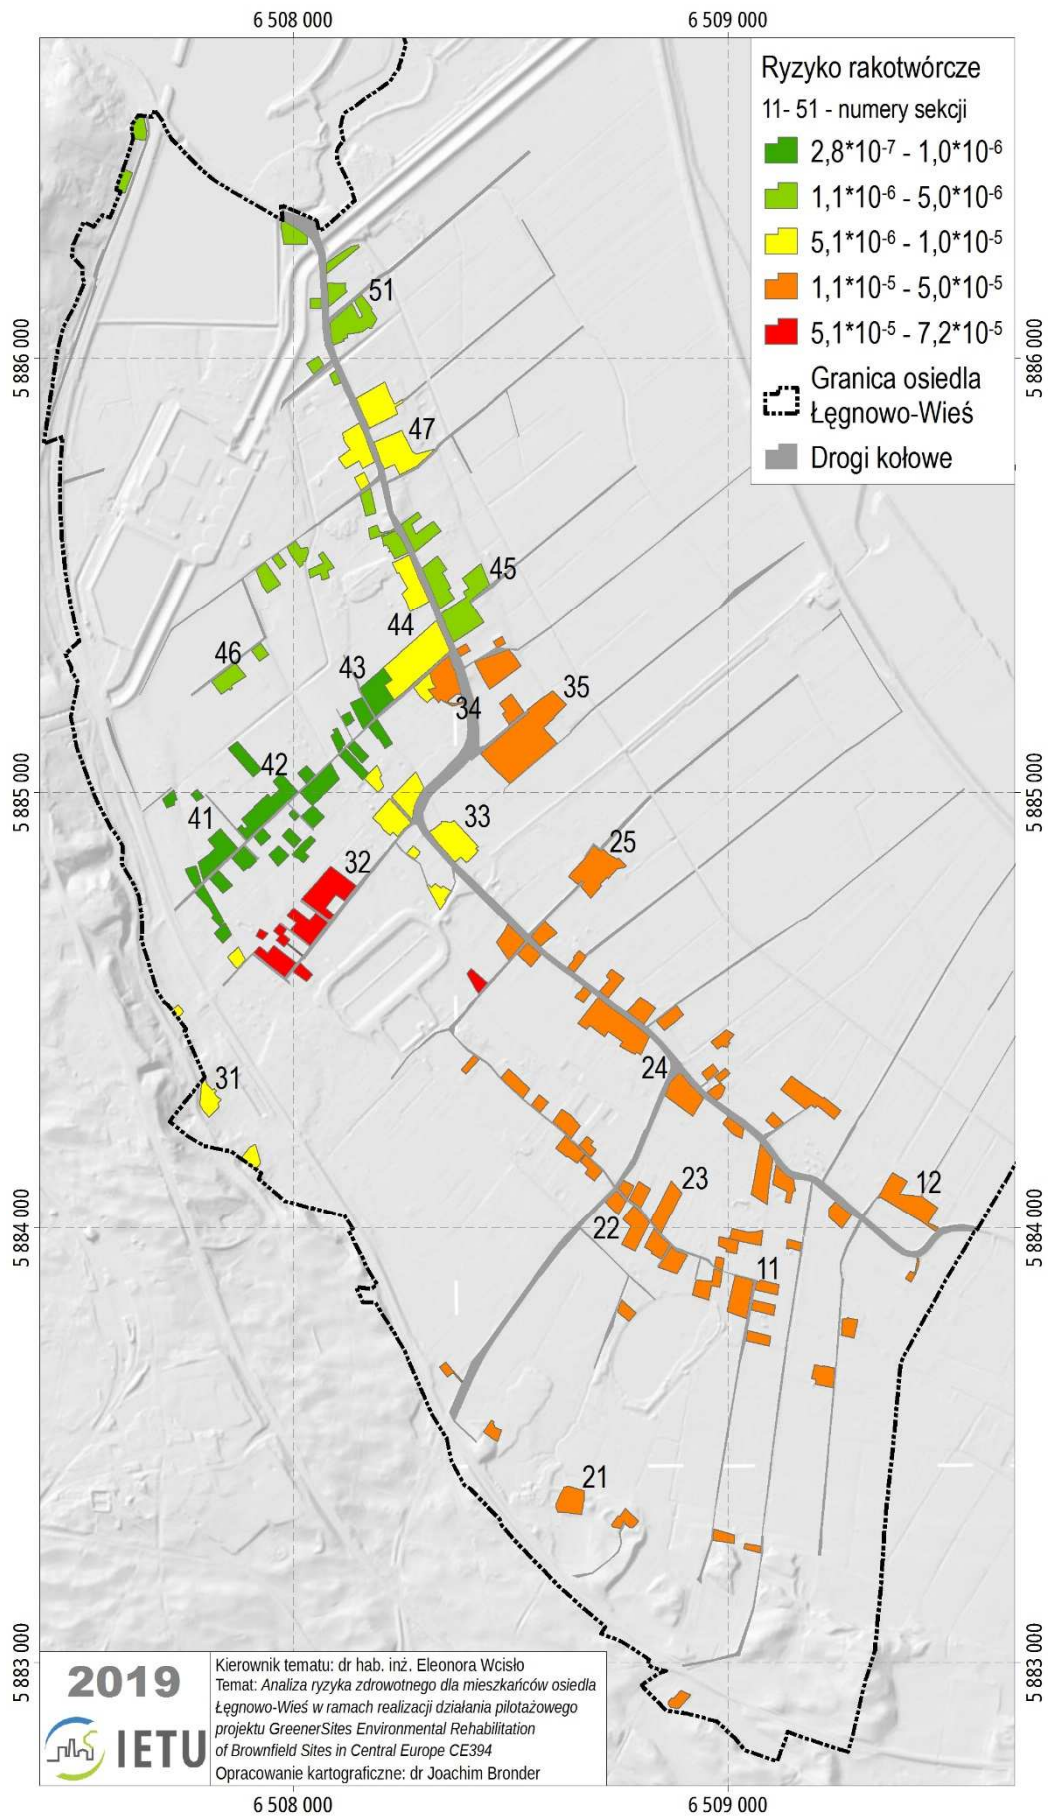 6 508 000
6 509 000
Ryzyko rakotwórcze
11- 51 - numery sekcji
2,8*10⁻⁷ - 1,0*10⁻⁶
1,1*10⁻⁶ - 5,0*10⁻⁶
5,1*10⁻⁶ - 1,0*10⁻⁵
1,1*10⁻⁵ - 5,0*10⁻⁵
5,1*10⁻⁵ - 7,2*10⁻⁵
Granica osiedla
Łęgnowo-Wieś
Drogi kołowe
51
5 886 000
5 886 000
47
45
44
46
43
35
34
42
5 885 000
5 885 000
41
33
25
32
24
31
23
12
22
5 884 000
5 884 000
11
21
5 883 000
5 883 000
2019
IETU
Kierownik tematu: dr hab. inż. Eleonora Wcisło
Temat: Analiza ryzyka zdrowotnego dla mieszkańców osiedla
Łęgnowo-Wieś w ramach realizacji działania pilotażowego
projektu GreenerSites Environmental Rehabilitation
of Brownfield Sites in Central Europe CE394
Opracowanie kartograficzne: dr Joachim Bronder
6 508 000
6 509 000